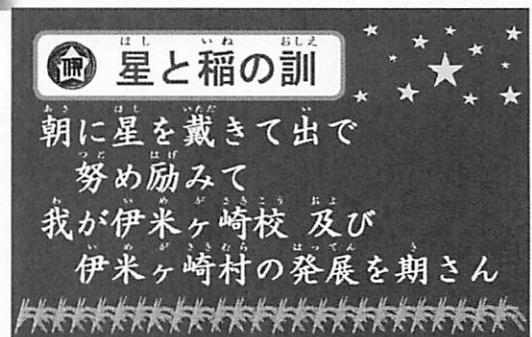 星と稲の訓
朝に星を戴きて出で
努め励みて
我が伊米ヶ崎校 及び
伊米ヶ崎村の発展を期さん